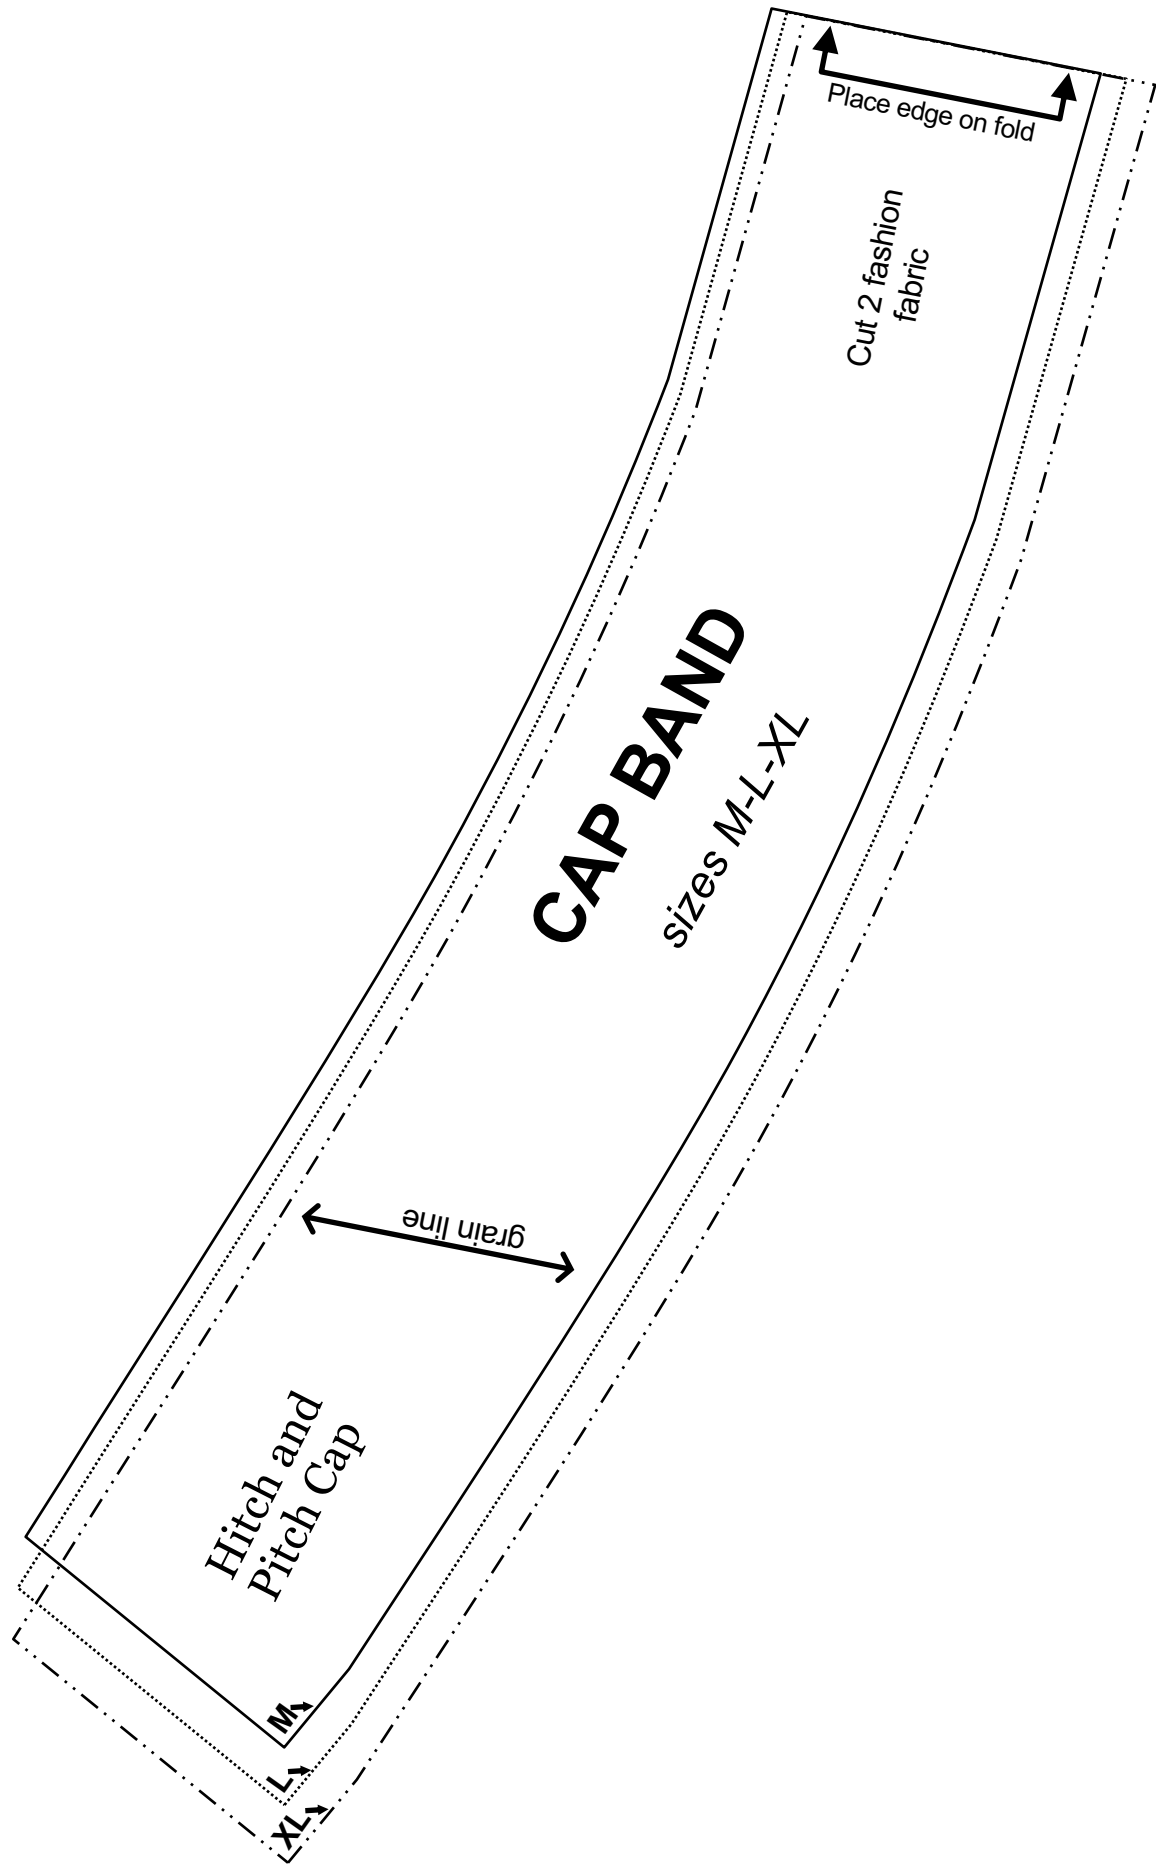 Place edge on fold
Cut 2 fashion
fabric
CAP BAND
sizes M-L-XL
grain line
Hitch and
Pitch Cap
M
L
XL